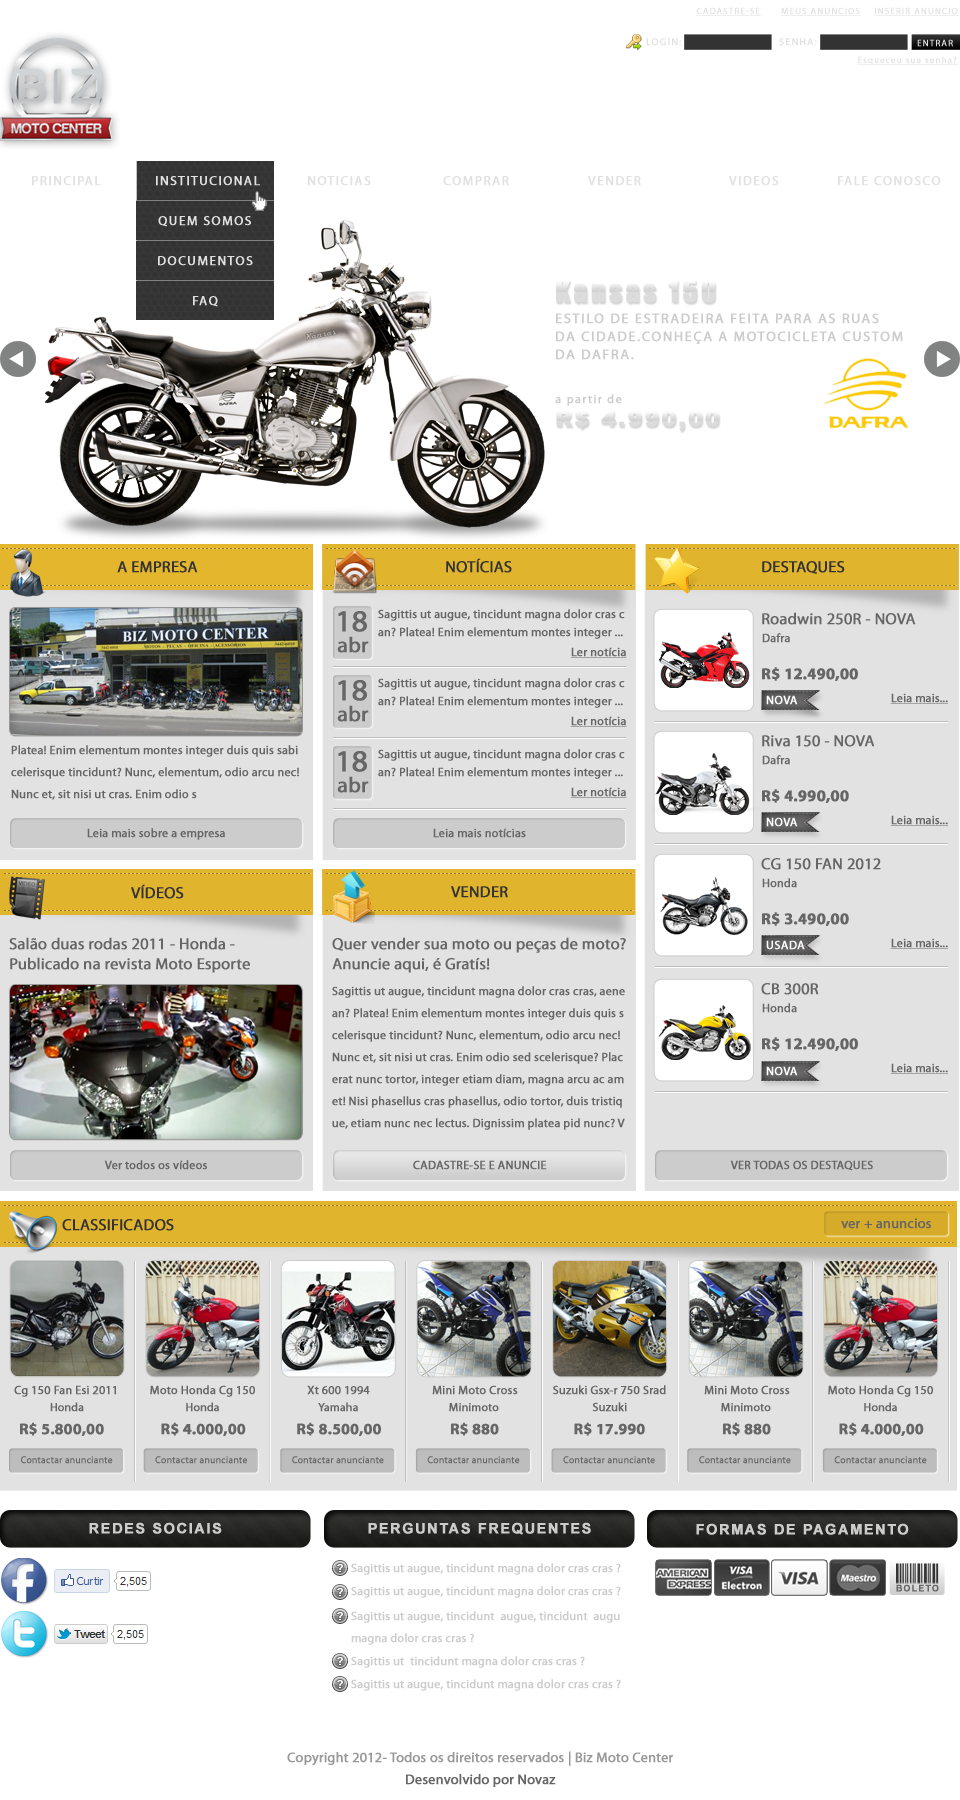 CADASTRE-SE MEUS ANUNCIOS INSERIR ANUNCIO
LOGIN: SENHA: ENTRAR
Esqueceu sua senha?
BIZ
MOTO CENTER
PRINCIPAL INSTITUCIONAL NOTICIAS COMPRAR VENDER VIDEOS FALE CONOSCO
QUEM SOMOS
DOCUMENTOS
FAQ
Kansas 150
ESTILO DE ESTRADEIRA FEITA PARA AS RUAS
DA CIDADE.CONHEÇA A MOTOCICLETA CUSTOM
DA DAFRA.
a partir de
R$ 4.990,00
DAFRA
Kansas
DAFRA
A EMPRESA
BIZ MOTO CENTER
Platea! Enim elementum montes integer duis quis sabi
celerisque tincidunt? Nunc, elementum, odio arcu nec!
Nunc et, sit nisi ut cras. Enim odio s
Leia mais sobre a empresa
NOTÍCIAS
18 abr
Sagittis ut augue, tincidunt magna dolor cras c
an? Platea! Enim elementum montes integer ...
Ler notícia
18 abr
Sagittis ut augue, tincidunt magna dolor cras c
an? Platea! Enim elementum montes integer ...
Ler notícia
18 abr
Sagittis ut augue, tincidunt magna dolor cras c
an? Platea! Enim elementum montes integer ...
Ler notícia
Leia mais notícias
DESTAQUES
Roadwin 250R - NOVA
Dafra
R$ 12.490,00
NOVA Leia mais...
Riva 150 - NOVA
Dafra
R$ 4.990,00
NOVA Leia mais...
CG 150 FAN 2012
Honda
R$ 3.490,00
USADA Leia mais...
CB 300R
Honda
R$ 12.490,00
NOVA Leia mais...
VER TODAS OS DESTAQUES
VÍDEOS
Salão duas rodas 2011 - Honda -
Publicado na revista Moto Esporte
Ver todos os vídeos
VENDER
Quer vender sua moto ou peças de moto?
Anuncie aqui, é Gratís!
Sagittis ut augue, tincidunt magna dolor cras cras, aene
an? Platea! Enim elementum montes integer duis quis s
celerisque tincidunt? Nunc, elementum, odio arcu nec!
Nunc et, sit nisi ut cras. Enim odio sed scelerisque? Plac
erat nunc tortor, integer etiam diam, magna arcu ac am
et! Nisi phasellus cras phasellus, odio tortor, duis tristiq
ue, etiam nunc nec lectus. Dignissim platea pid nunc? V
CADASTRE-SE E ANUNCIE
CLASSIFICADOS
ver + anuncios
Cg 150 Fan Esi 2011
Honda
R$ 5.800,00
Contactar anunciante
Moto Honda Cg 150
Honda
R$ 4.000,00
Contactar anunciante
Xt 600 1994
Yamaha
R$ 8.500,00
Contactar anunciante
Mini Moto Cross
Minimoto
R$ 880
Contactar anunciante
Suzuki Gsx-r 750 Srad
Suzuki
R$ 17.990
Contactar anunciante
Mini Moto Cross
Minimoto
R$ 880
Contactar anunciante
Moto Honda Cg 150
Honda
R$ 4.000,00
Contactar anunciante
REDES SOCIAIS
Curtir 2,505
Tweet 2,505
PERGUNTAS FREQUENTES
Sagittis ut augue, tincidunt magna dolor cras cras ?
Sagittis ut augue, tincidunt magna dolor cras cras ?
Sagittis ut augue, tincidunt augue, tincidunt augu
magna dolor cras cras ?
Sagittis ut tincidunt magna dolor cras cras ?
Sagittis ut augue, tincidunt magna dolor cras cras ?
FORMAS DE PAGAMENTO
AMERICAN EXPRESS
VISA Electron
VISA
Maestro
BOLETO
Copyright 2012- Todos os direitos reservados | Biz Moto Center
Desenvolvido por Novaz